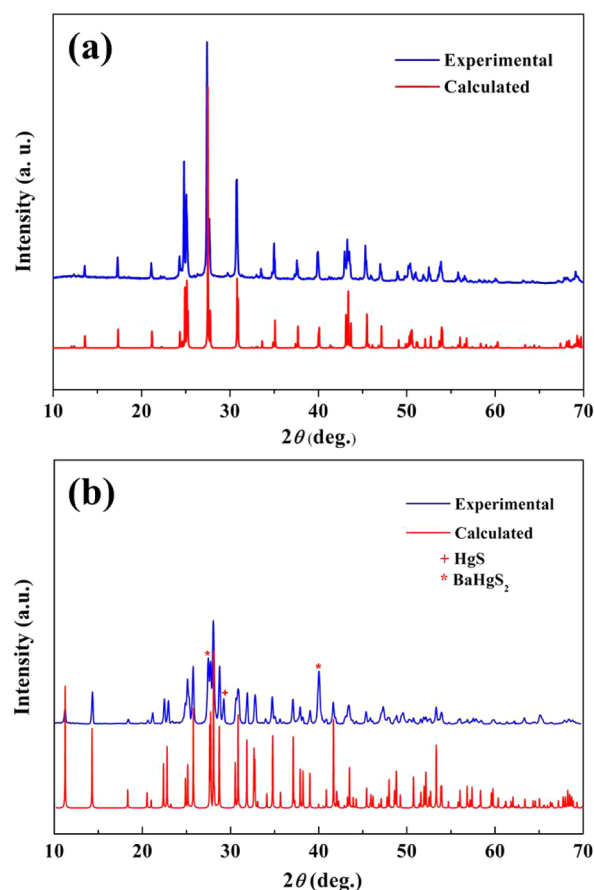 (a)
Experimental
Calculated
Intensity (a. u.)
10 20 30 40 50 60 70
2θ (deg.)
(b)
Experimental
Calculated
+ HgS
* BaHgS₂
* + *
Intensity (a.u.)
10 20 30 40 50 60 70
2θ (deg.)